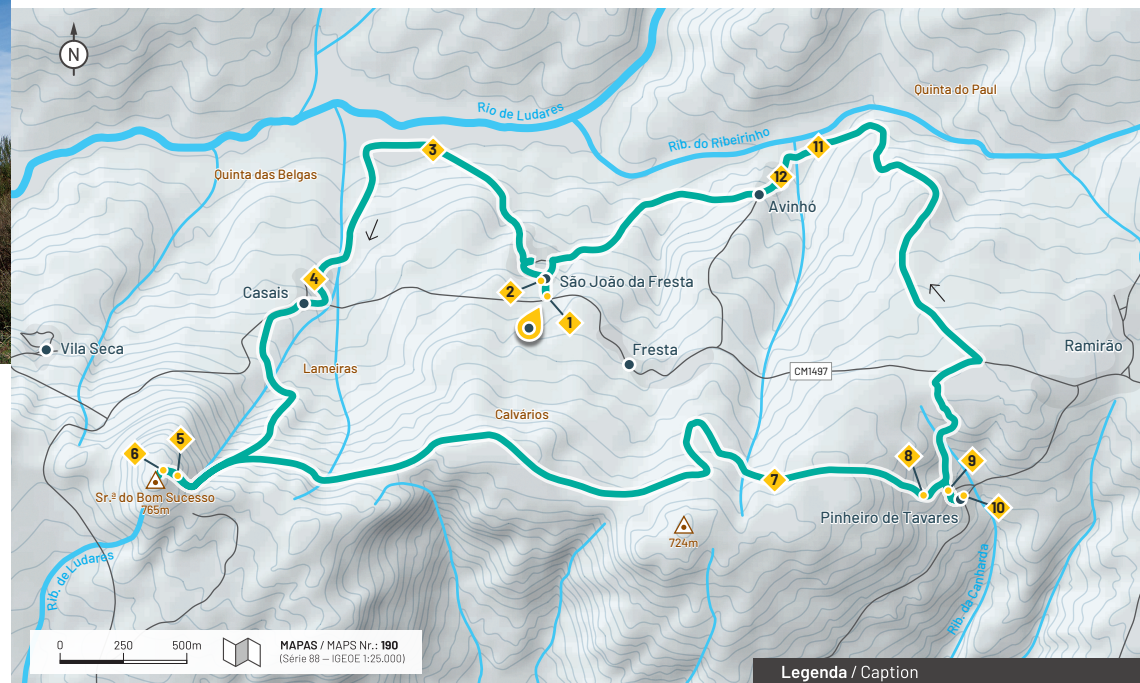 N
Quinta do Paul
Rio de Ludares
Rib. do Ribeirinho
11
3
12
Quinta das Belgas
Avinhó
4
São João da Fresta
Casais
2
1
Vila Seca
Fresta
Ramirão
Lameiras
CM1497
Calvários
5
6
8
9
7
Sr.ª do Bom Sucesso
765m
10
Pinheiro de Tavares
724m
Rib. de Ludares
Rib. da Canharda
0 250 500m
MAPAS / MAPS Nr.: 190
(Série 88 – IGEOE 1:25.000)
Legenda / Caption